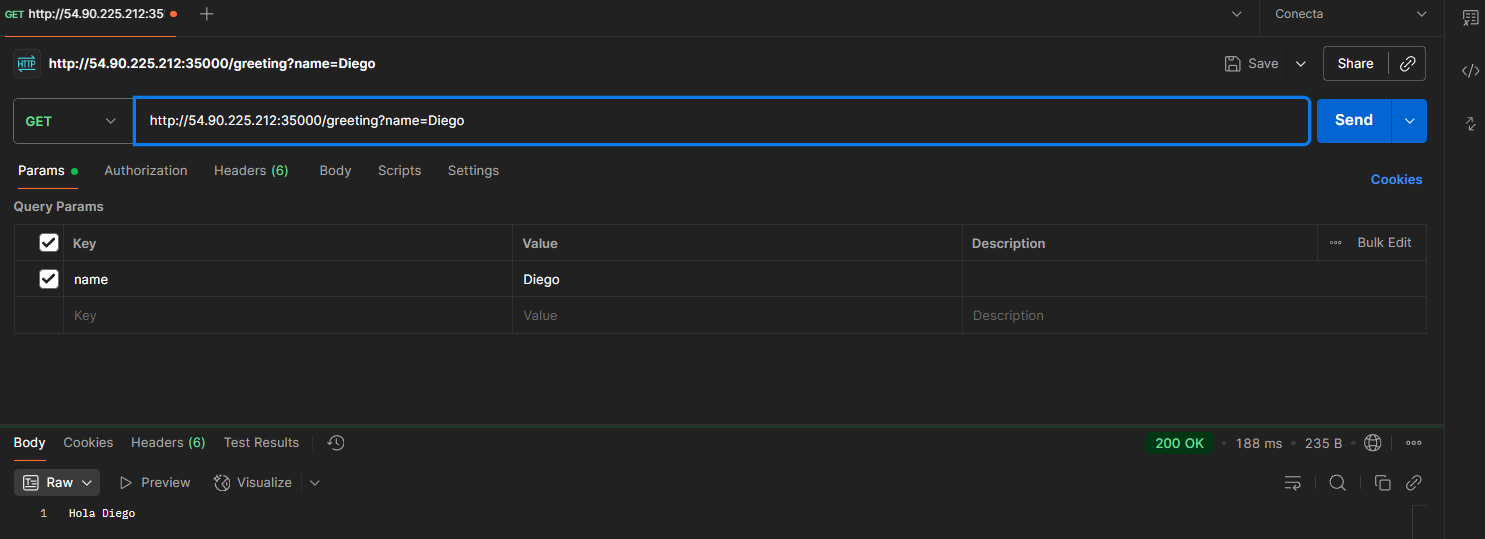 GET http://54.90.225.212:35
Conecta
HTTP http://54.90.225.212:35000/greeting?name=Diego
Save Share
GET http://54.90.225.212:35000/greeting?name=Diego Send
Params Authorization Headers (6) Body Scripts Settings
Cookies
Query Params
Key Value Description Bulk Edit
name Diego
Key Value Description
Body Cookies Headers (6) Test Results 200 OK 188 ms 235 B
Raw Preview Visualize
1 Hola Diego